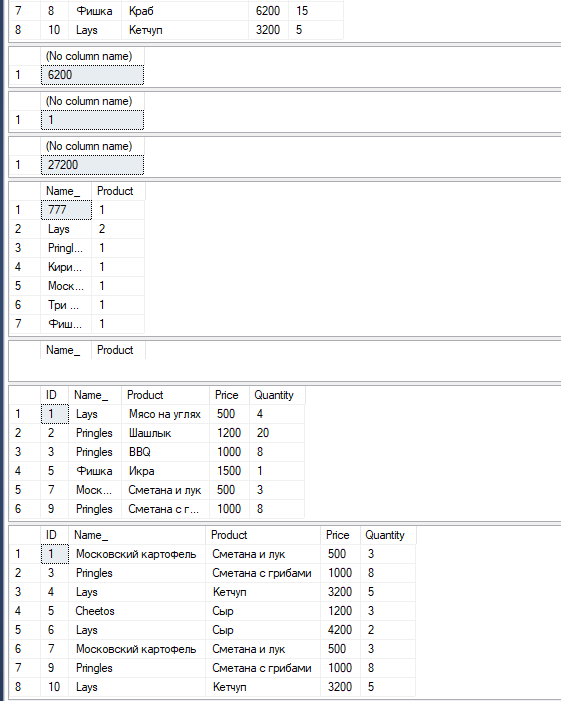 7 8 Фишка Краб 6200 15
8 10 Lays Кетчуп 3200 5
(No column name)
1 6200
(No column name)
1 1
(No column name)
1 27200
Name_ Product
1 777 1
2 Lays 2
3 Pringl... 1
4 Кири... 1
5 Моск... 1
6 Три ... 1
7 Фиш... 1
Name_ Product
ID Name_ Product Price Quantity
1 1 Lays Мясо на углях 500 4
2 2 Pringles Шашлык 1200 20
3 3 Pringles BBQ 1000 8
4 5 Фишка Икра 1500 1
5 7 Моск... Сметана и лук 500 3
6 9 Pringles Сметана с г... 1000 8
ID Name_ Product Price Quantity
1 1 Московский картофель Сметана и лук 500 3
2 3 Pringles Сметана с грибами 1000 8
3 4 Lays Кетчуп 3200 5
4 5 Cheetos Сыр 1200 3
5 6 Lays Сыр 4200 2
6 7 Московский картофель Сметана и лук 500 3
7 9 Pringles Сметана с грибами 1000 8
8 10 Lays Кетчуп 3200 5